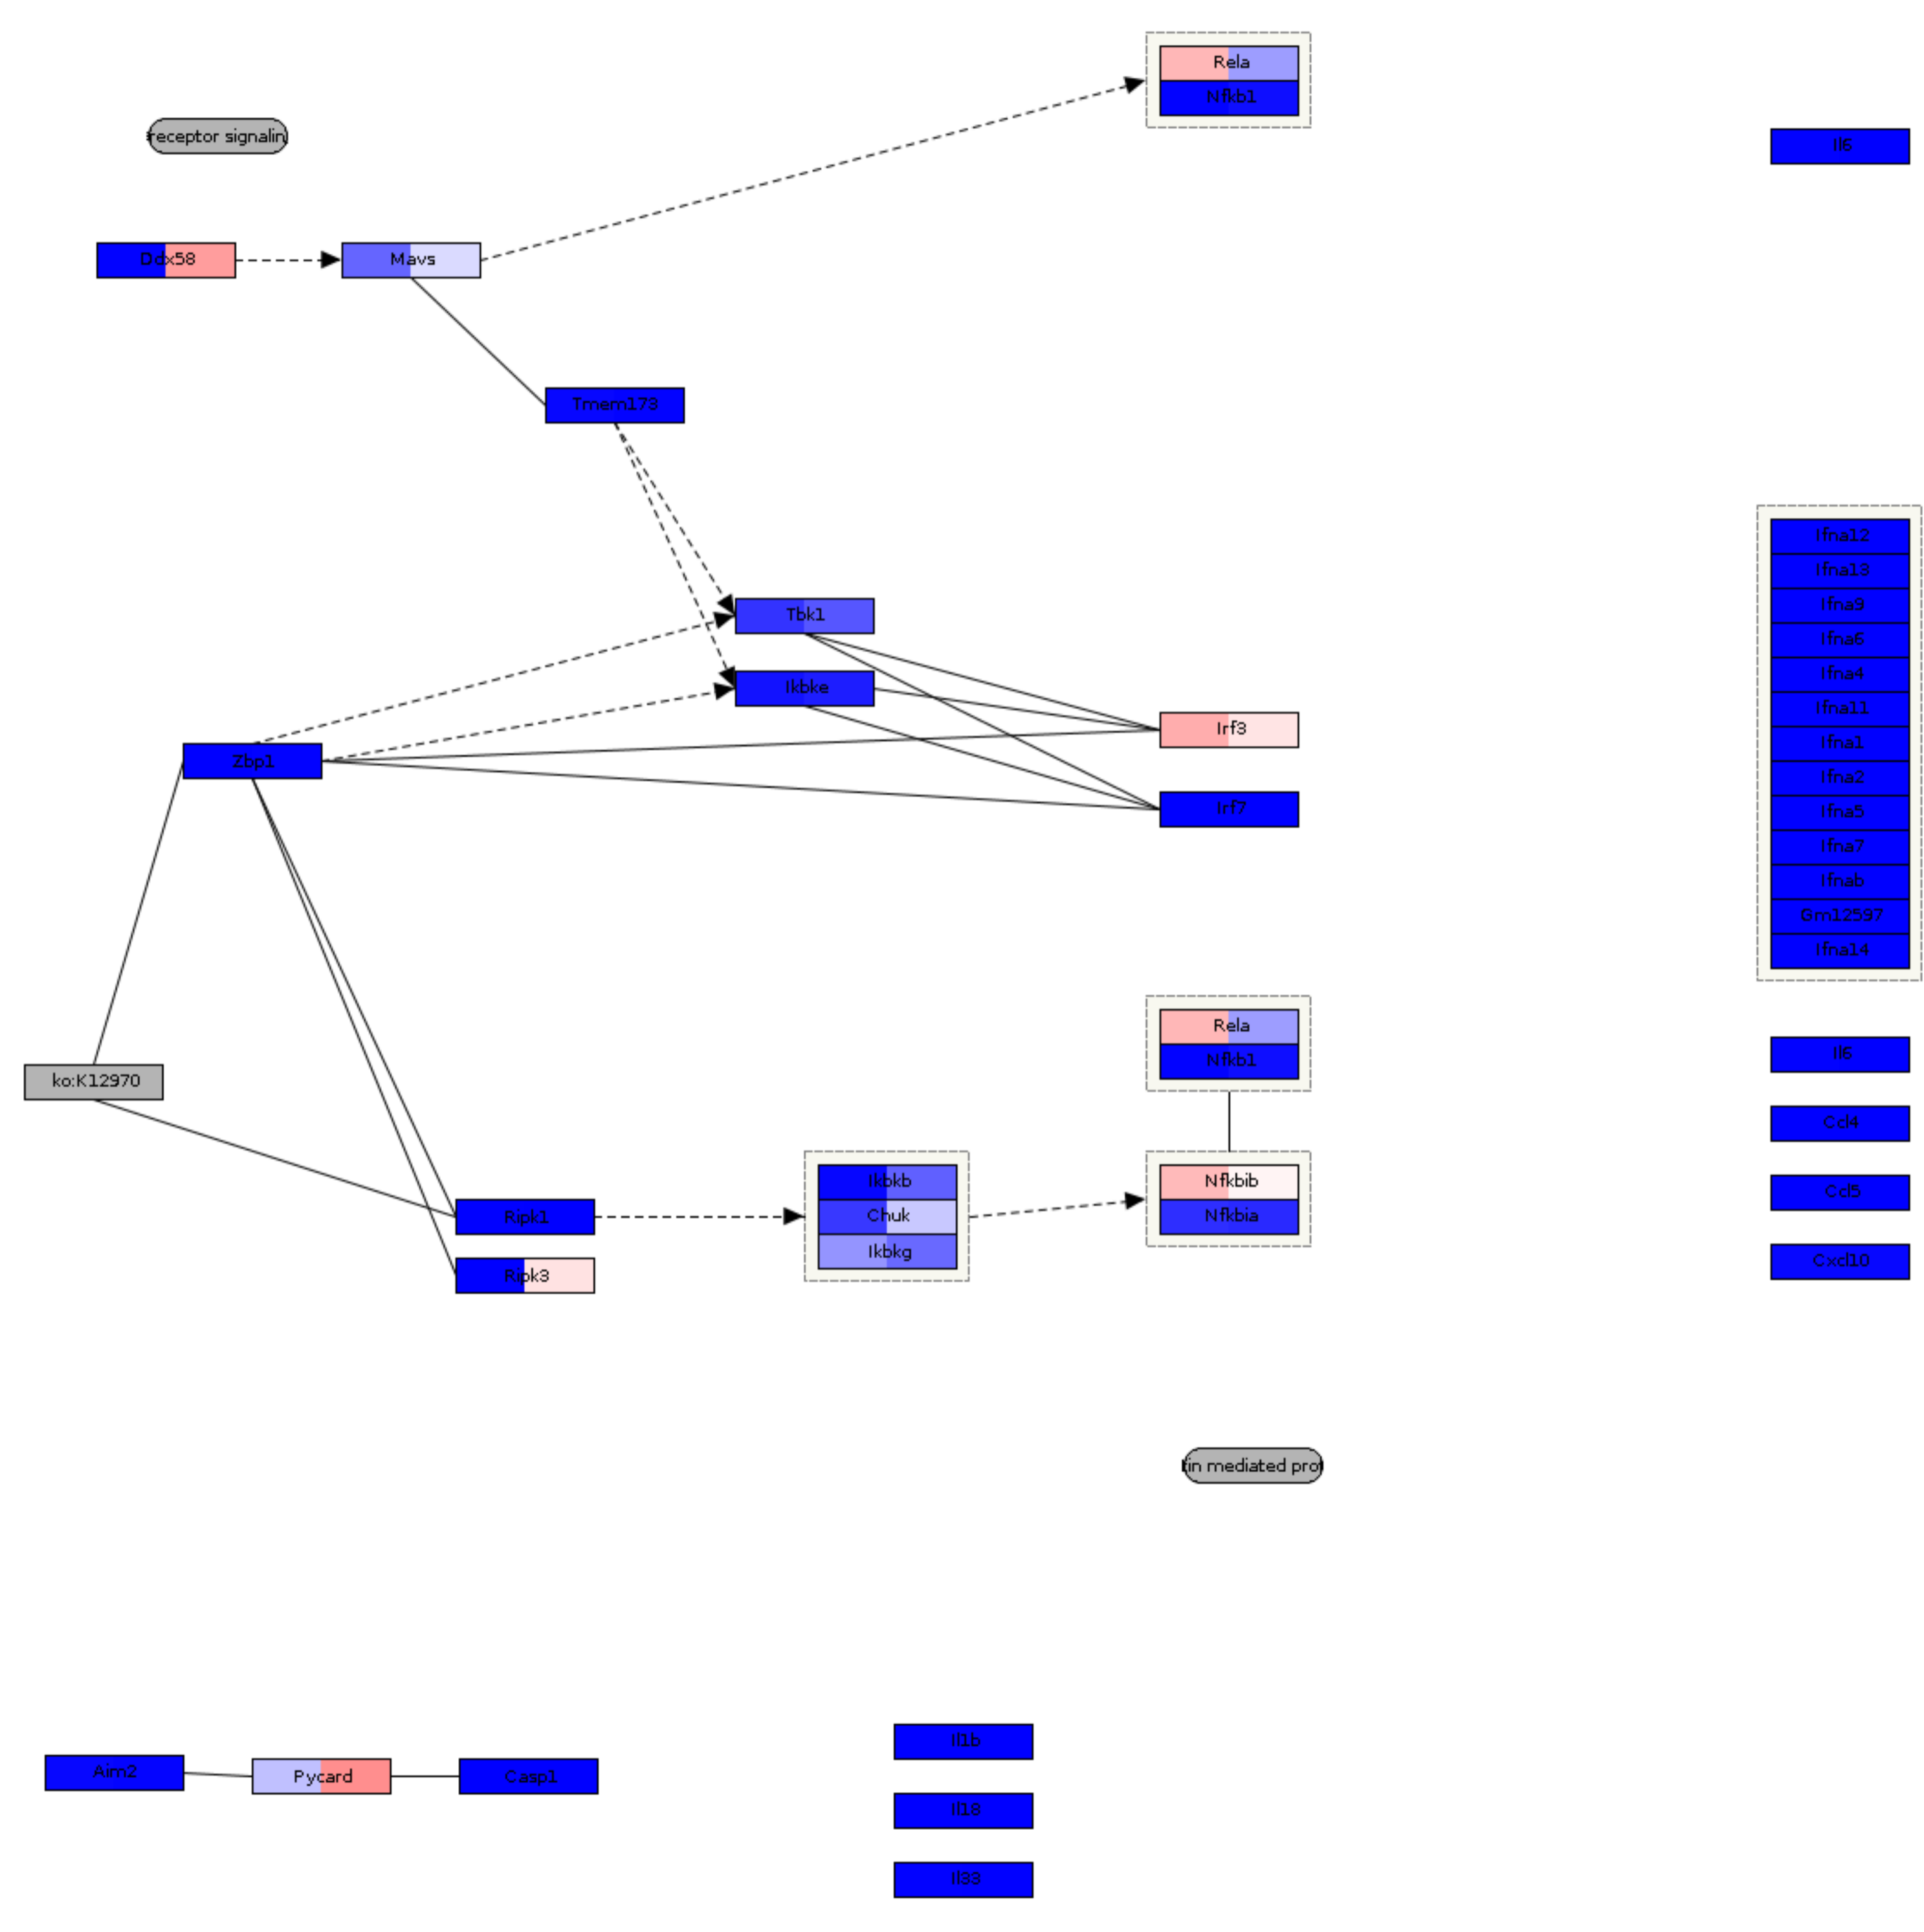 Rela
Nfkb1
receptor signalin
Il6
Ddx58
Mavs
Tmem173
Ifna12
Ifna13
Ifna9
Ifna6
Ifna4
Ifna11
Ifna1
Ifna2
Ifna5
Ifna7
Ifnab
Gm12597
Ifna14
Tbk1
Ikbke
Irf3
Zbp1
Irf7
Rela
Nfkb1
Il6
ko:K12970
Ccl4
Ikbkb
Chuk
Ikbkg
Nfkbib
Nfkbia
Ccl5
Ripk1
Cxcl10
Ripk3
tin mediated prot
Il1b
Aim2
Pycard
Casp1
Il18
Il33